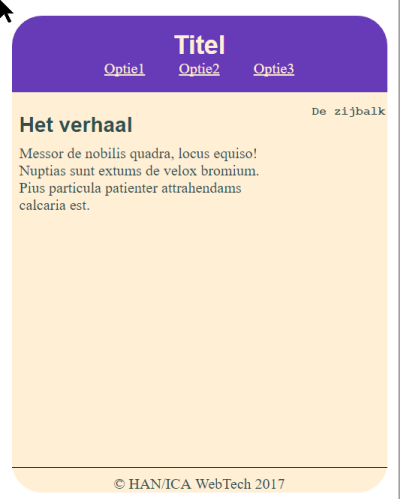 Titel
Optie1 Optie2 Optie3
De zijbalk
Het verhaal
Messor de nobilis quadra, locus equiso!
Nuptias sunt extums de velox bromium.
Pius particula patienter attrahendams
calcaria est.
© HAN/ICA WebTech 2017